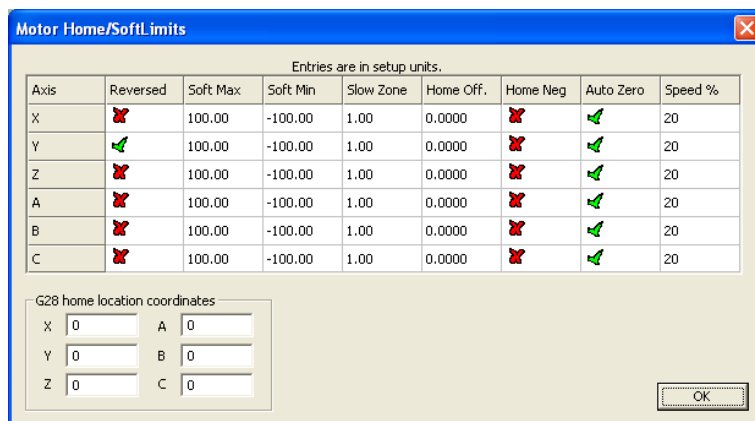 Motor Home/SoftLimits
Entries are in setup units.
Axis Reversed Soft Max Soft Min Slow Zone Home Off. Home Neg Auto Zero Speed %
X 100.00 -100.00 1.00 0.0000 20
Y 100.00 -100.00 1.00 0.0000 20
Z 100.00 -100.00 1.00 0.0000 20
A 100.00 -100.00 1.00 0.0000 20
B 100.00 -100.00 1.00 0.0000 20
C 100.00 -100.00 1.00 0.0000 20
G28 home location coordinates
X 0 A 0
Y 0 B 0
Z 0 C 0
OK